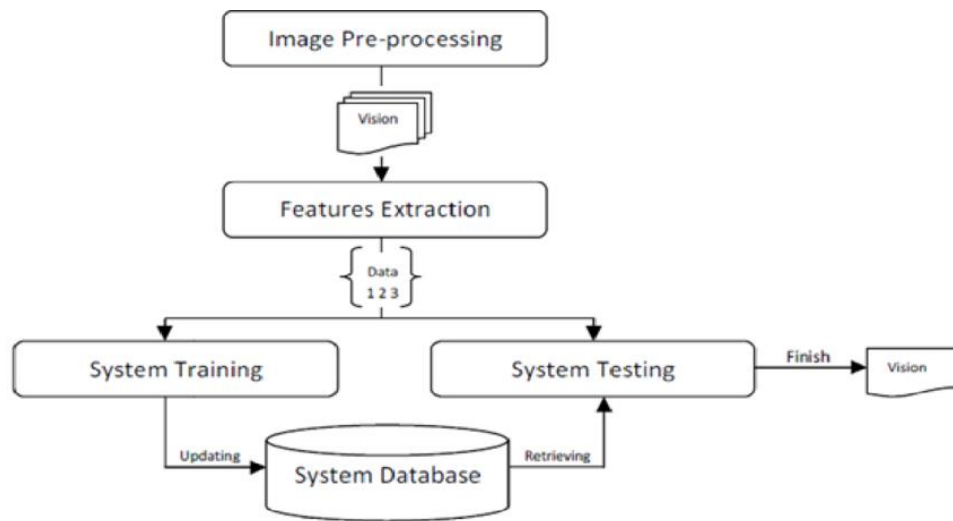 Image Pre-processing
Vision
Features Extraction
Data
1 2 3
System Training
System Testing
Finish
Vision
Updating
System Database
Retrieving